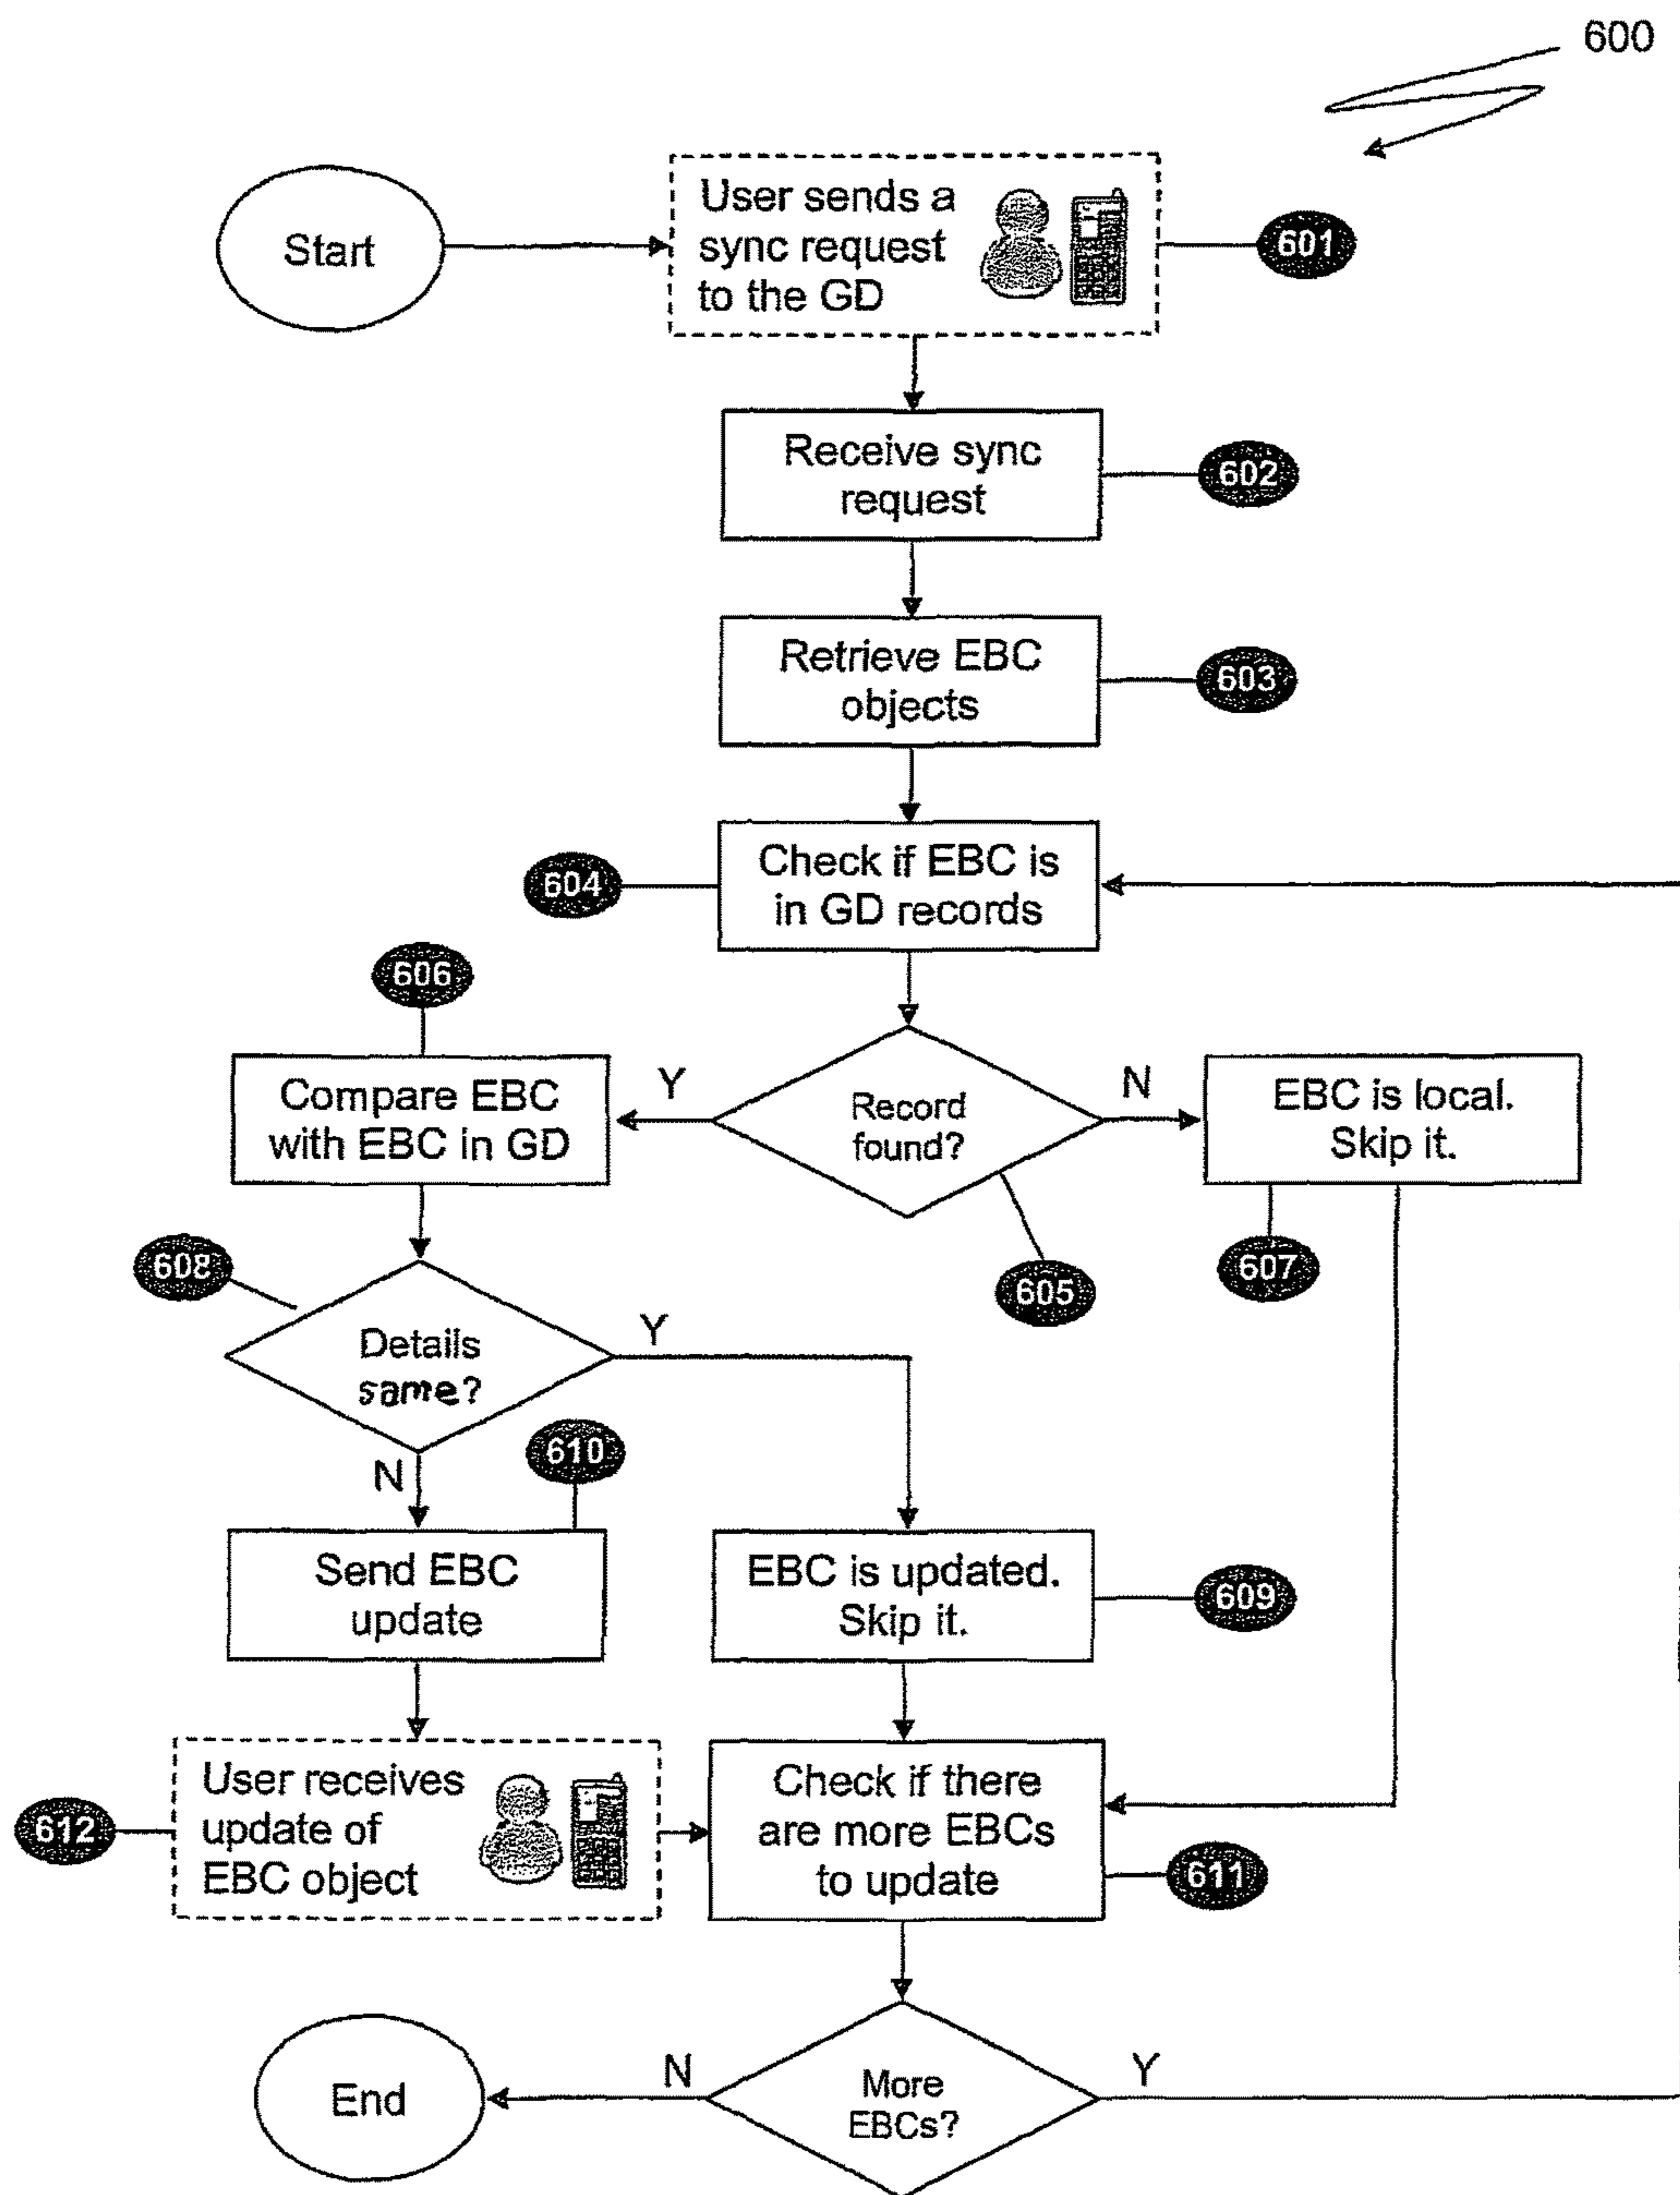 600
Start
User sends a
sync request
to the GD
601
Receive sync
request
602
Retrieve EBC
objects
603
Check if EBC is
in GD records
604
606
Compare EBC
with EBC in GD
Y
Record
found?
N
EBC is local.
Skip it.
605
607
608
Details
same?
Y
N
610
Send EBC
update
EBC is updated.
Skip it.
609
User receives
update of
EBC object
612
Check if there
are more EBCs
to update
611
End
N
More
EBCs?
Y